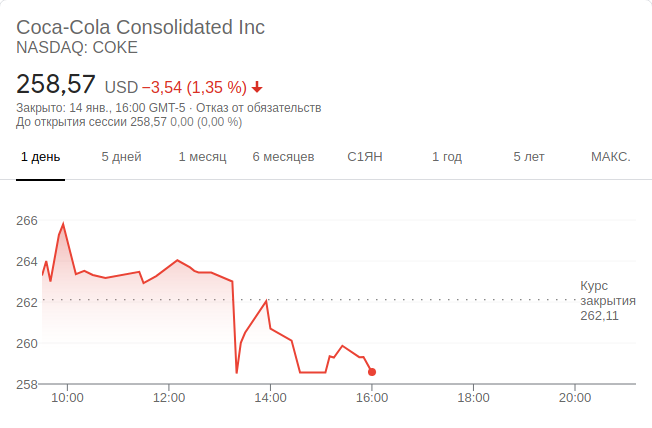 Coca-Cola Consolidated Inc
NASDAQ: COKE
258,57 USD −3,54 (1,35 %)
Закрыто: 14 янв., 16:00 GMT-5 · Отказ от обязательств
До открытия сессии 258,57 0,00 (0,00 %)
1 день 5 дней 1 месяц 6 месяцев С1ЯН 1 год 5 лет МАКС.
266
264
262
260
258
Курс
закрытия
262,11
10:00 12:00 14:00 16:00 18:00 20:00